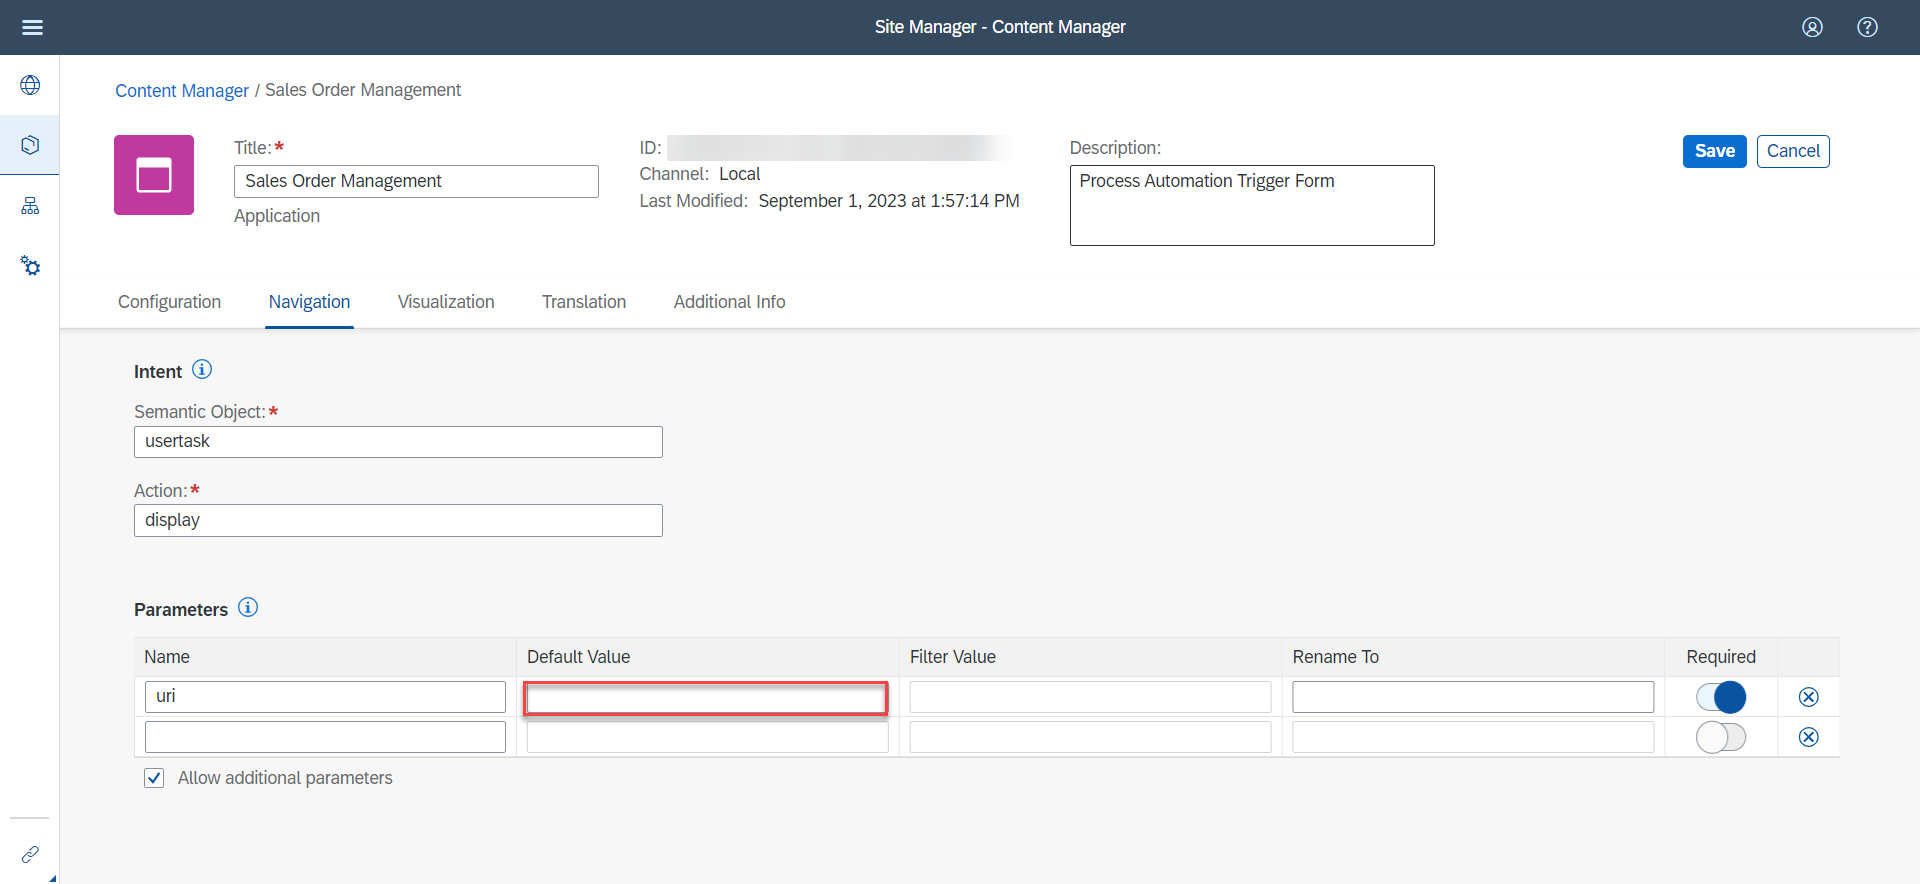 Site Manager - Content Manager
Content Manager / Sales Order Management
Title:*
Sales Order Management
Application
ID:
Channel: Local
Last Modified: September 1, 2023 at 1:57:14 PM
Description:
Process Automation Trigger Form
Save
Cancel
Configuration
Navigation
Visualization
Translation
Additional Info
Intent
Semantic Object:*
usertask
Action:*
display
Parameters
Name
Default Value
Filter Value
Rename To
Required
uri
Allow additional parameters